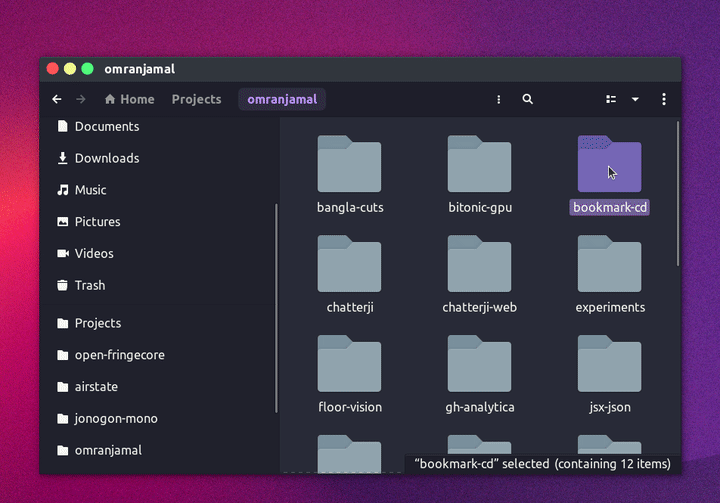 omranjamal
Home Projects omranjamal
Documents
Downloads
Music
Pictures
Videos
Trash
Projects
open-fringecore
airstate
jonogon-mono
omranjamal
bangla-cuts bitonic-gpu bookmark-cd
chatterji chatterji-web experiments
floor-vision gh-analytica jsx-json
“bookmark-cd” selected (containing 12 items)